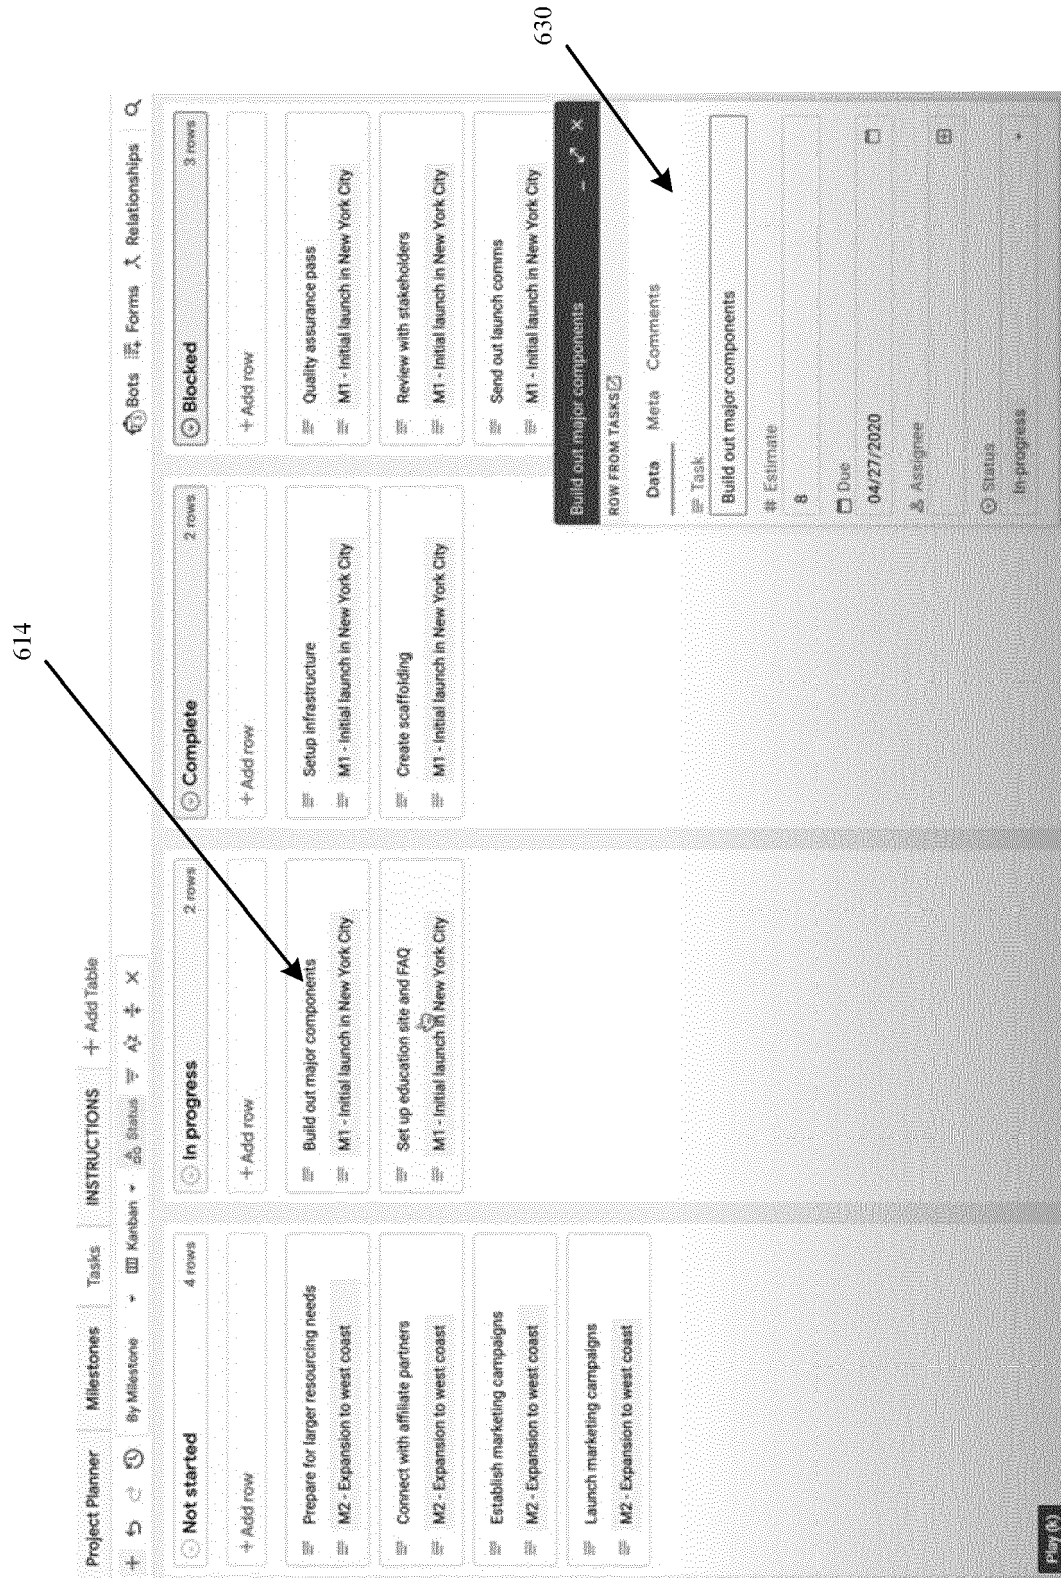 Project Planner
Milestones
Tasks
INSTRUCTIONS
+ Add Table
By Milestone
Kanban
Status
Bots
Forms
Relationships
Not started
4 rows
+ Add row
Prepare for larger resourcing needs
M2 - Expansion to west coast
Connect with affiliate partners
M2 - Expansion to west coast
Establish marketing campaigns
M2 - Expansion to west coast
Launch marketing campaigns
M2 - Expansion to west coast
In progress
2 rows
+ Add row
Build out major components
M1 - Initial launch in New York City
Set up education site and FAQ
M1 - Initial launch in New York City
Complete
2 rows
+ Add row
Setup infrastructure
M1 - Initial launch in New York City
Create scaffolding
M1 - Initial launch in New York City
Blocked
3 rows
+ Add row
Quality assurance pass
M1 - Initial launch in New York City
Review with stakeholders
M1 - Initial launch in New York City
Send out launch comms
M1 - Initial launch in New York City
Build out major components
ROW FROM TASKS
Data
Meta
Comments
Task
Build out major components
# Estimate
8
Due
04/27/2020
Assignee
Status
In progress
Play (k)
614
630